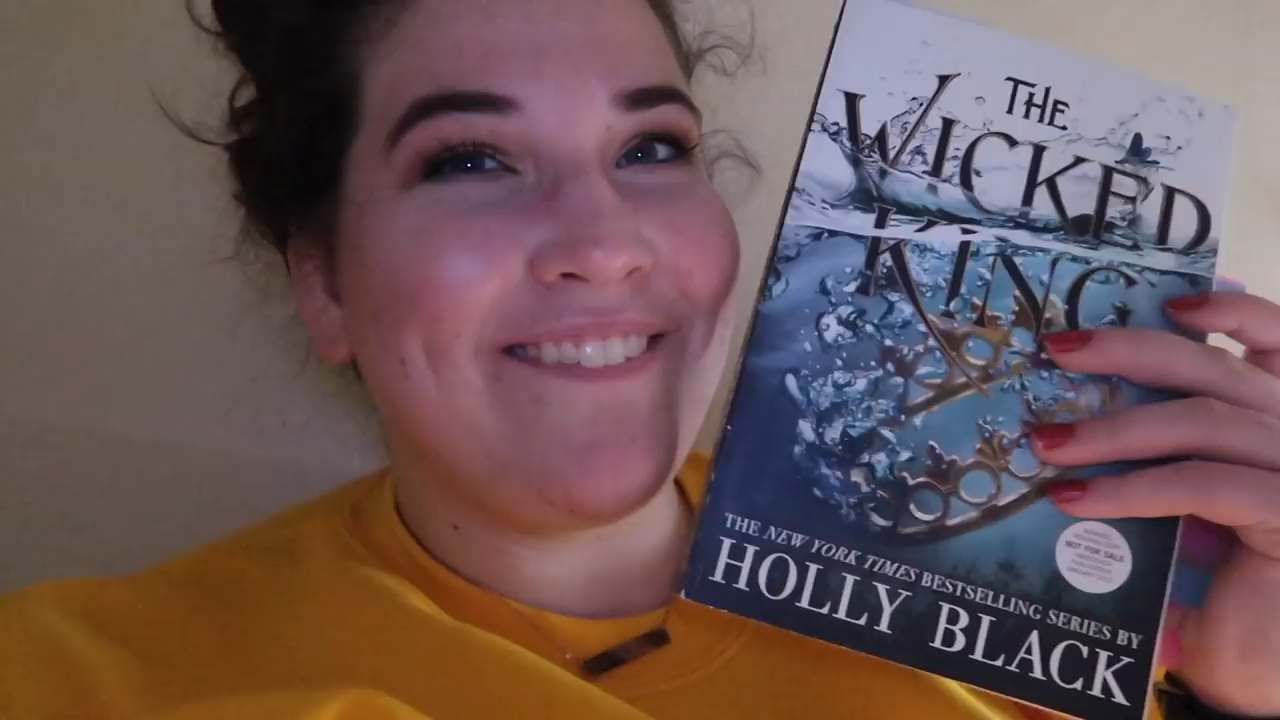 THE
WICKED
KING
THE NEW YORK TIMES BESTSELLING SERIES BY
HOLLY BLACK
NOT FOR SALE